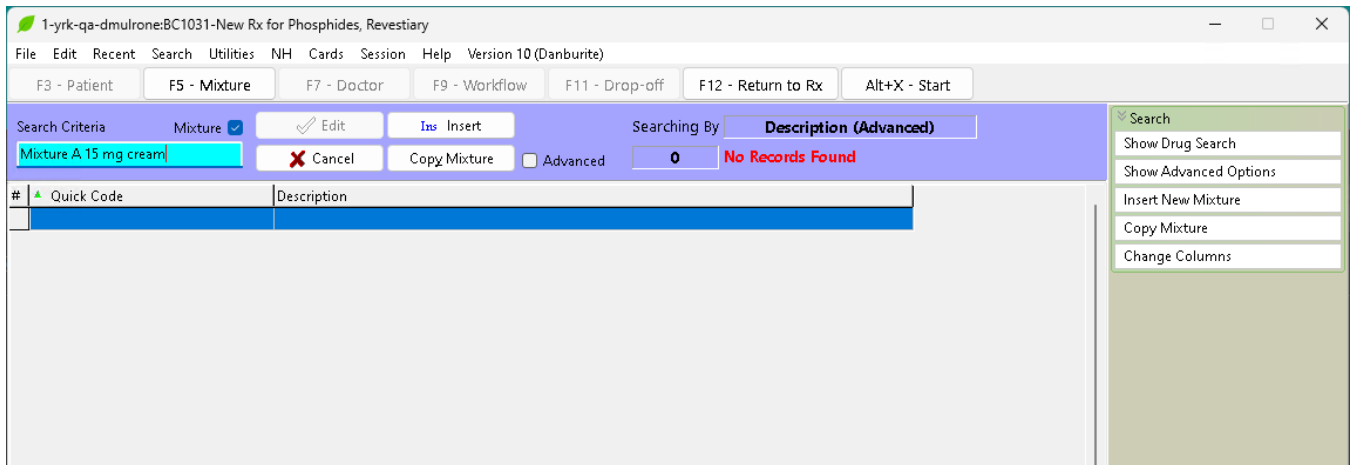 1-yrk-qa-dmulrone:BC1031-New Rx for Phosphides, Revestiary
File Edit Recent Search Utilities NH Cards Session Help Version 10 (Danburite)
F3 - Patient F5 - Mixture F7 - Doctor F9 - Workflow F11 - Drop-off F12 - Return to Rx Alt+X - Start
Search Criteria Mixture Edit Ins Insert Searching By Description (Advanced)
Mixture A 15 mg cream Cancel Copy Mixture Advanced 0 No Records Found
# Quick Code Description
Search
Show Drug Search
Show Advanced Options
Insert New Mixture
Copy Mixture
Change Columns